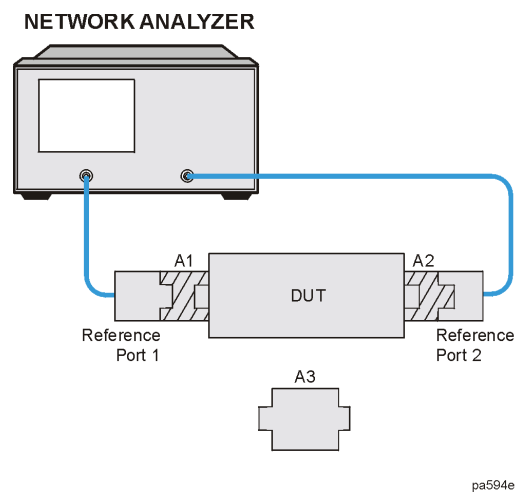 NETWORK ANALYZER
A1
A2
DUT
Reference
Port 1
Reference
Port 2
A3
pa594e